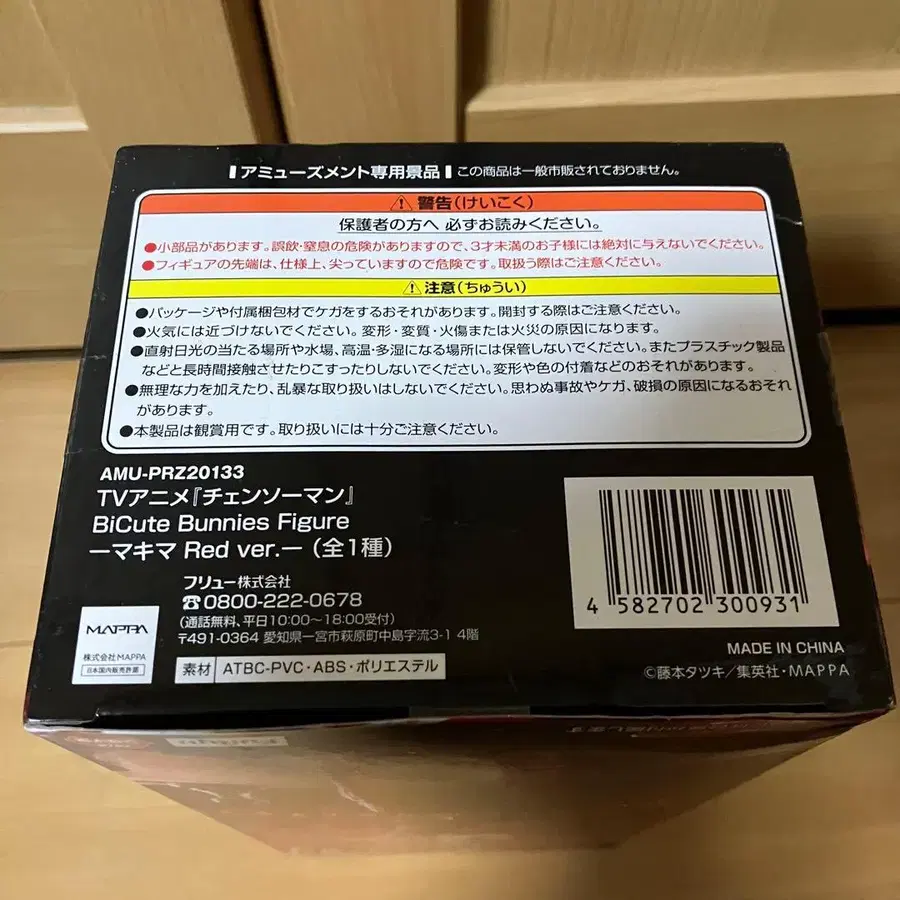 アミューズメント専用景品 この商品は一般市販されておりません。
警告(けいこく)
保護者の方へ 必ずお読みください。
●小部品があります。誤飲・窒息の危険がありますので、3才未満のお子様には絶対に与えないでください。
●フィギュアの先端は、仕様上、尖っていますので危険です。取扱う際はご注意ください。
注意(ちゅうい)
●パッケージや付属梱包材でケガをするおそれがあります。開封する際はご注意ください。
●火気には近づけないでください。変形・変質・火傷または火災の原因になります。
●直射日光の当たる場所や水場、高温・多湿になる場所には保管しないでください。またプラスチック製品
などと長時間接触させたりこすったりしないでください。変形や色の付着などのおそれがあります。
●無理な力を加えたり、乱暴な取り扱いはしないでください。思わぬ事故やケガ、破損の原因になるおそれ
があります。
●本製品は観賞用です。取り扱いには十分ご注意ください。
AMU-PRZ20133
TVアニメ『チェンソーマン』
BiCute Bunnies Figure
ーマキマ Red ver.ー (全1種)
フリュー株式会社
☎0800-222-0678
(通話無料、平日10:00〜18:00受付)
〒491-0364 愛知県一宮市萩原町中島字流3-1 4階
MAPPA
株式会社MAPPA
日本国内販売許諾
素材 ATBC-PVC・ABS・ポリエステル
4 582702 300931
MADE IN CHINA
©藤本タツキ/集英社・MAPPA